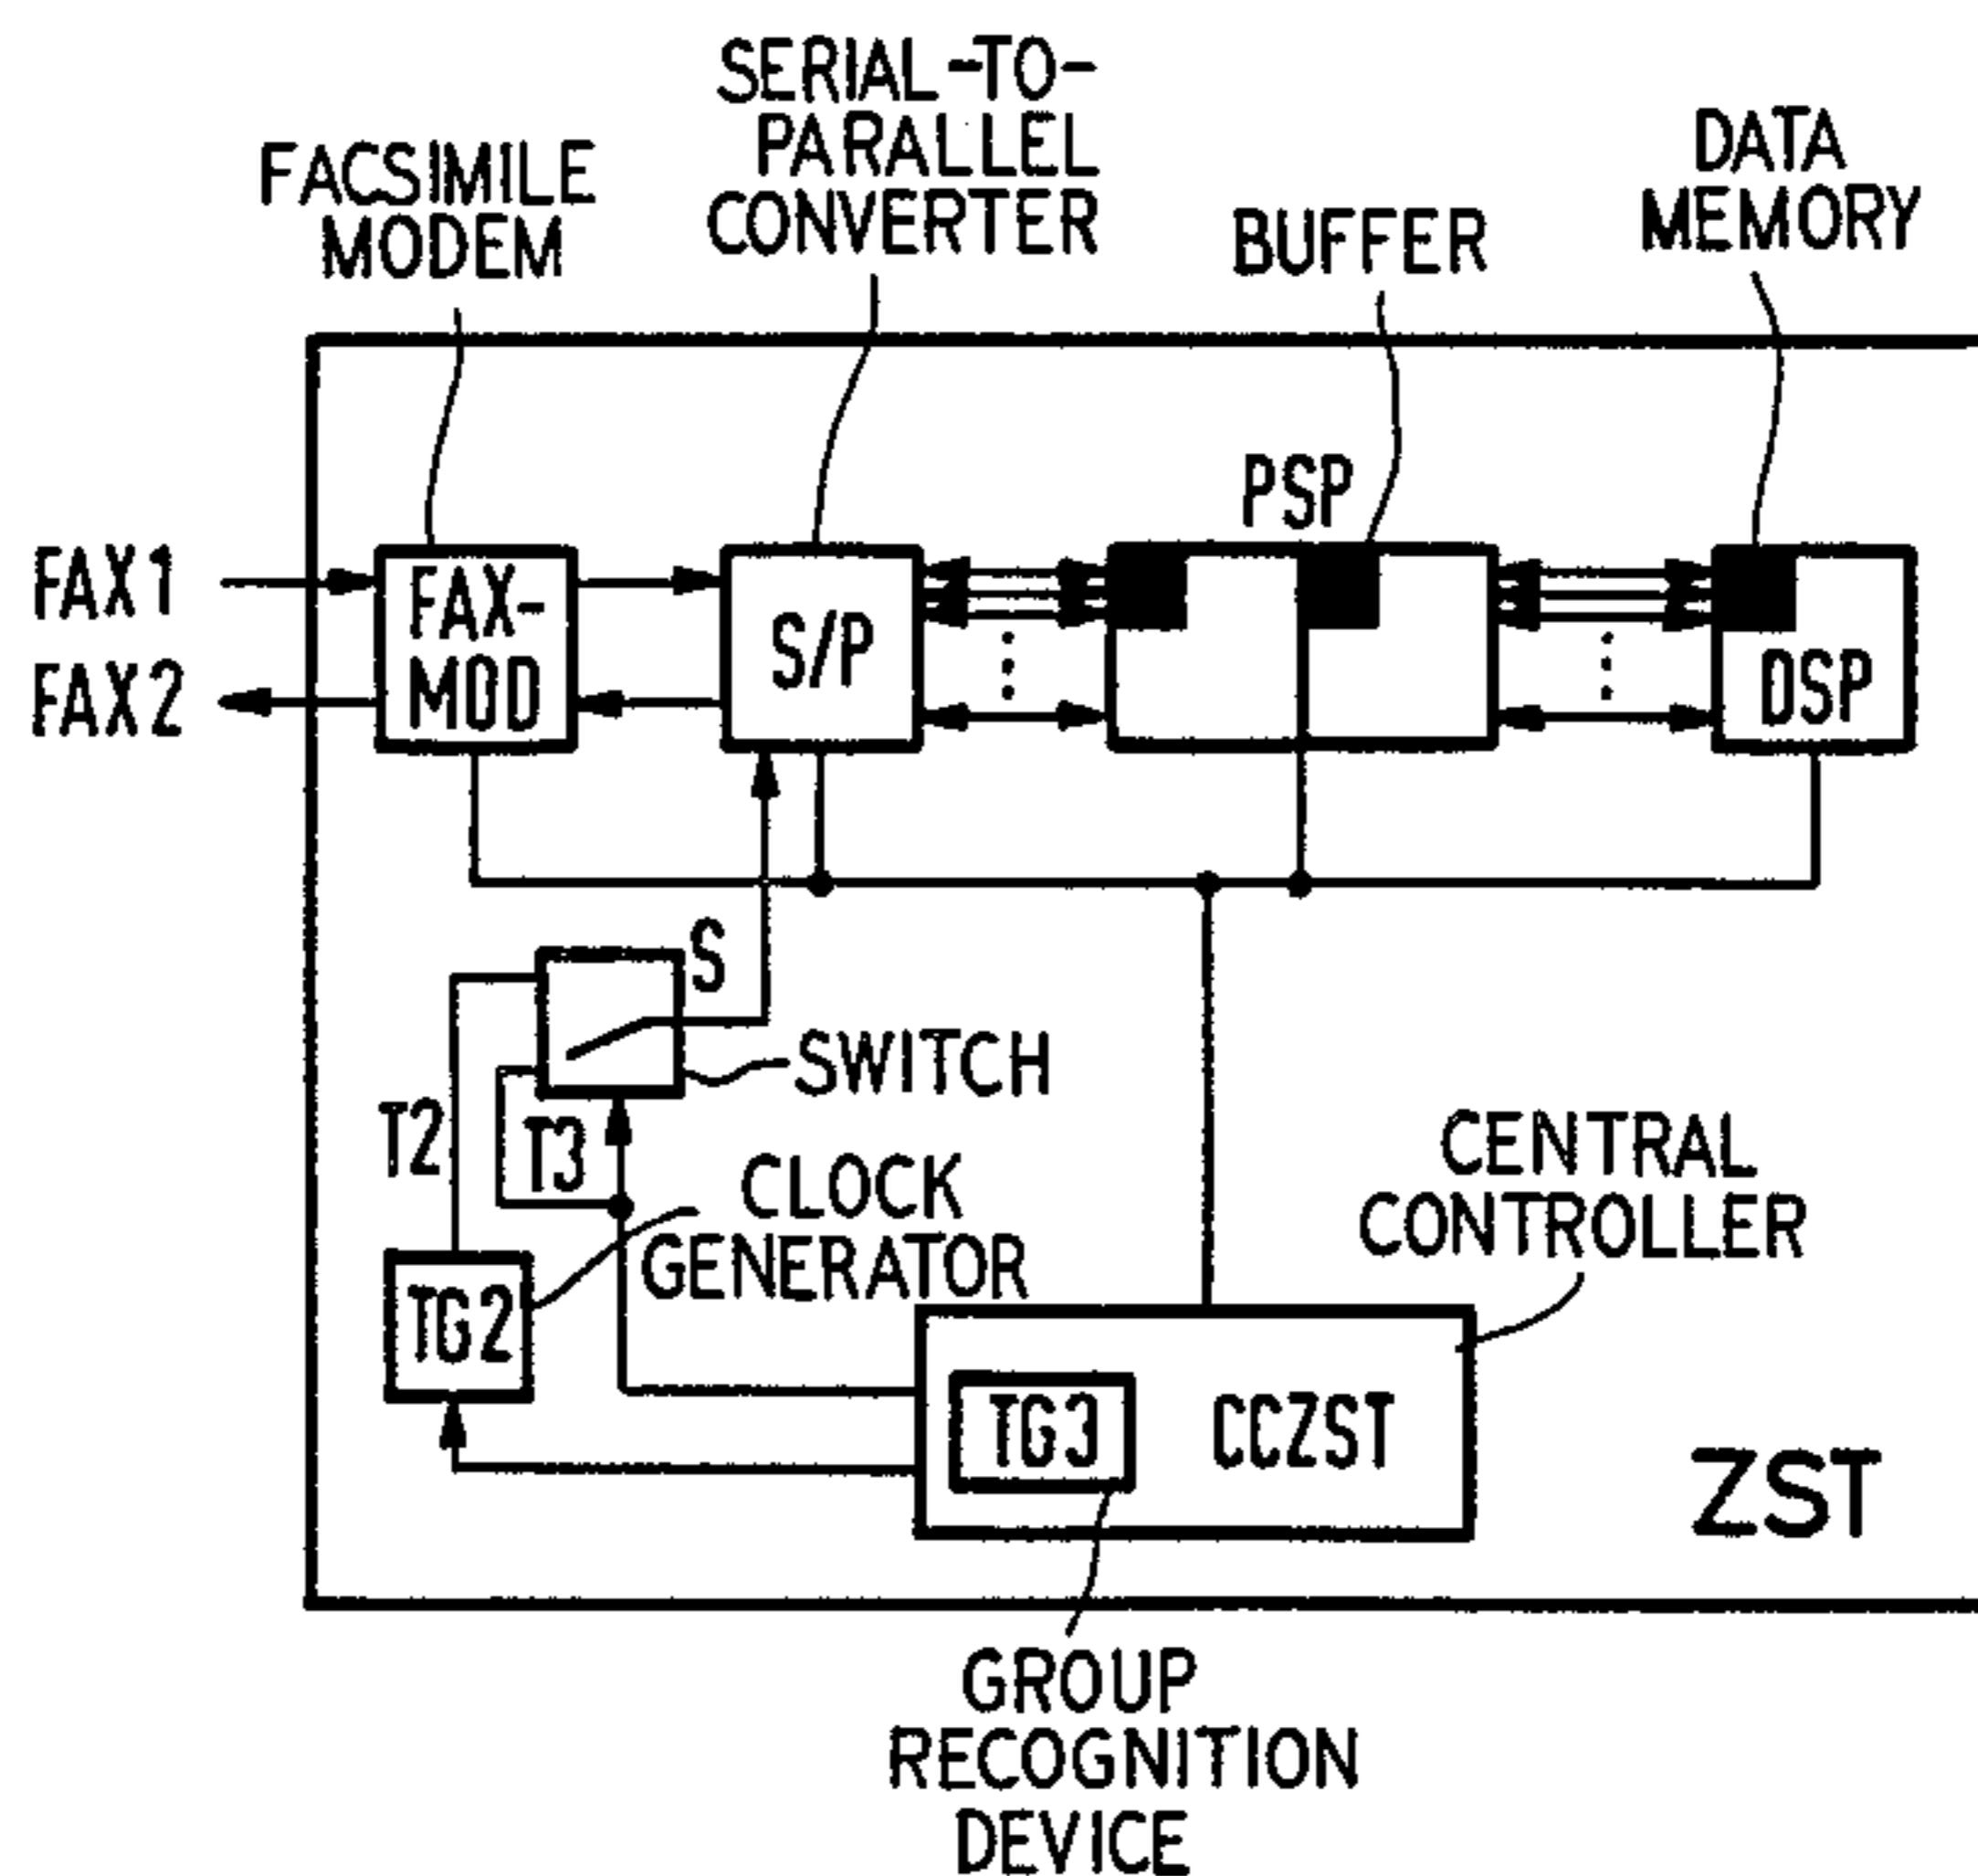 SERIAL-TO-
PARALLEL
CONVERTER
FACSIMILE
MODEM
BUFFER
DATA
MEMORY
PSP
FAX1
FAX2
FAX-
MOD
S/P
DSP
S
SWITCH
T2
T3
CLOCK
GENERATOR
CENTRAL
CONTROLLER
TG2
TG3
CCZST
ZST
GROUP
RECOGNITION
DEVICE